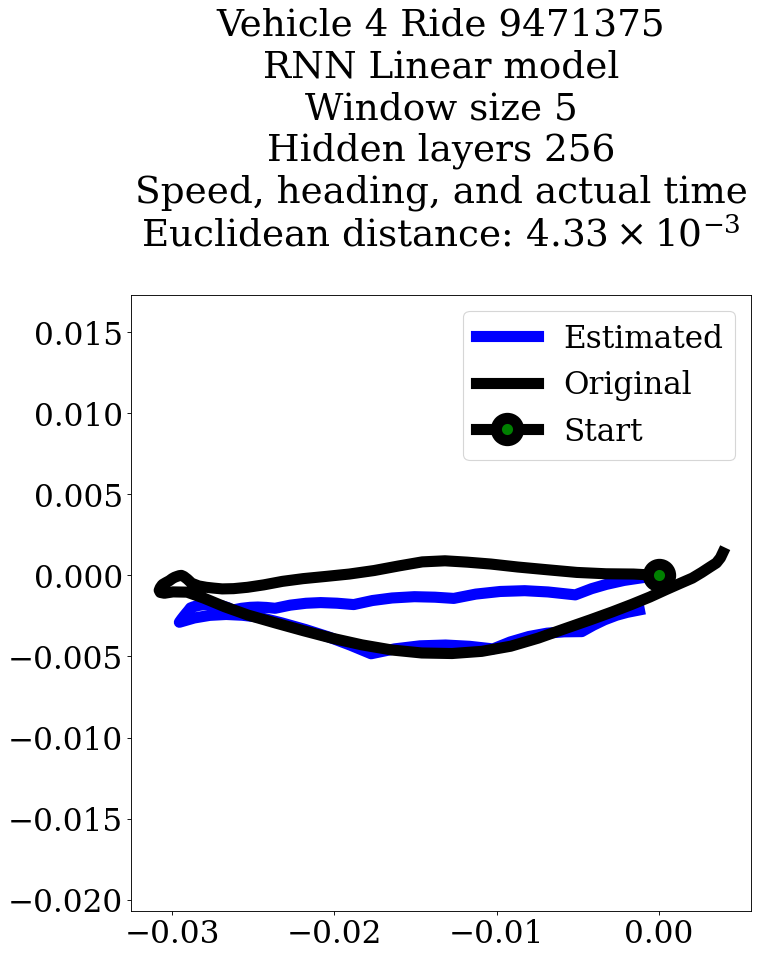 Vehicle 4 Ride 9471375
RNN Linear model
Window size 5
Hidden layers 256
Speed, heading, and actual time
Euclidean distance: 4.33 × 10⁻³
Estimated
Original
Start
0.015
0.010
0.005
0.000
−0.005
−0.010
−0.015
−0.020
−0.03
−0.02
−0.01
0.00